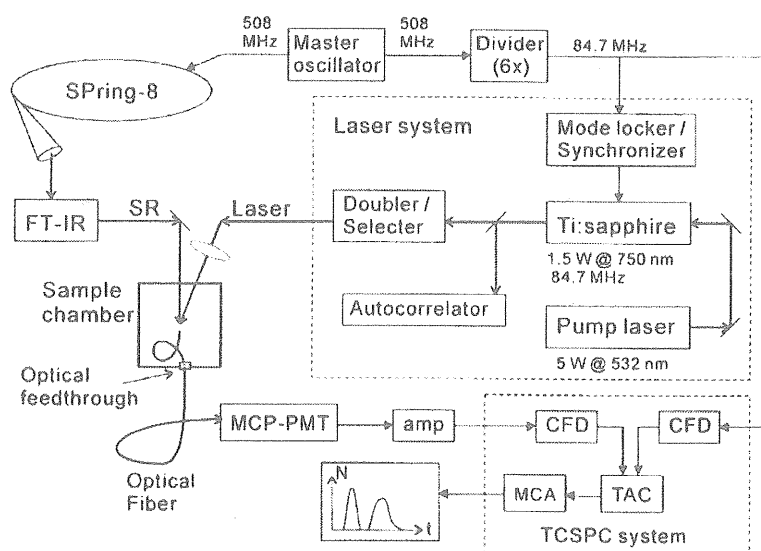 508
MHz
Master
oscillator
508
MHz
Divider
(6x)
84.7 MHz
SPring-8
Laser system
Mode locker /
Synchronizer
FT-IR
SR
Laser
Doubler /
Selecter
Ti:sapphire
1.5 W @ 750 nm
84.7 MHz
Autocorrelator
Pump laser
5 W @ 532 nm
Sample
chamber
Optical
feedthrough
MCP-PMT
amp
CFD
CFD
Optical
Fiber
N
t
MCA
TAC
TCSPC system